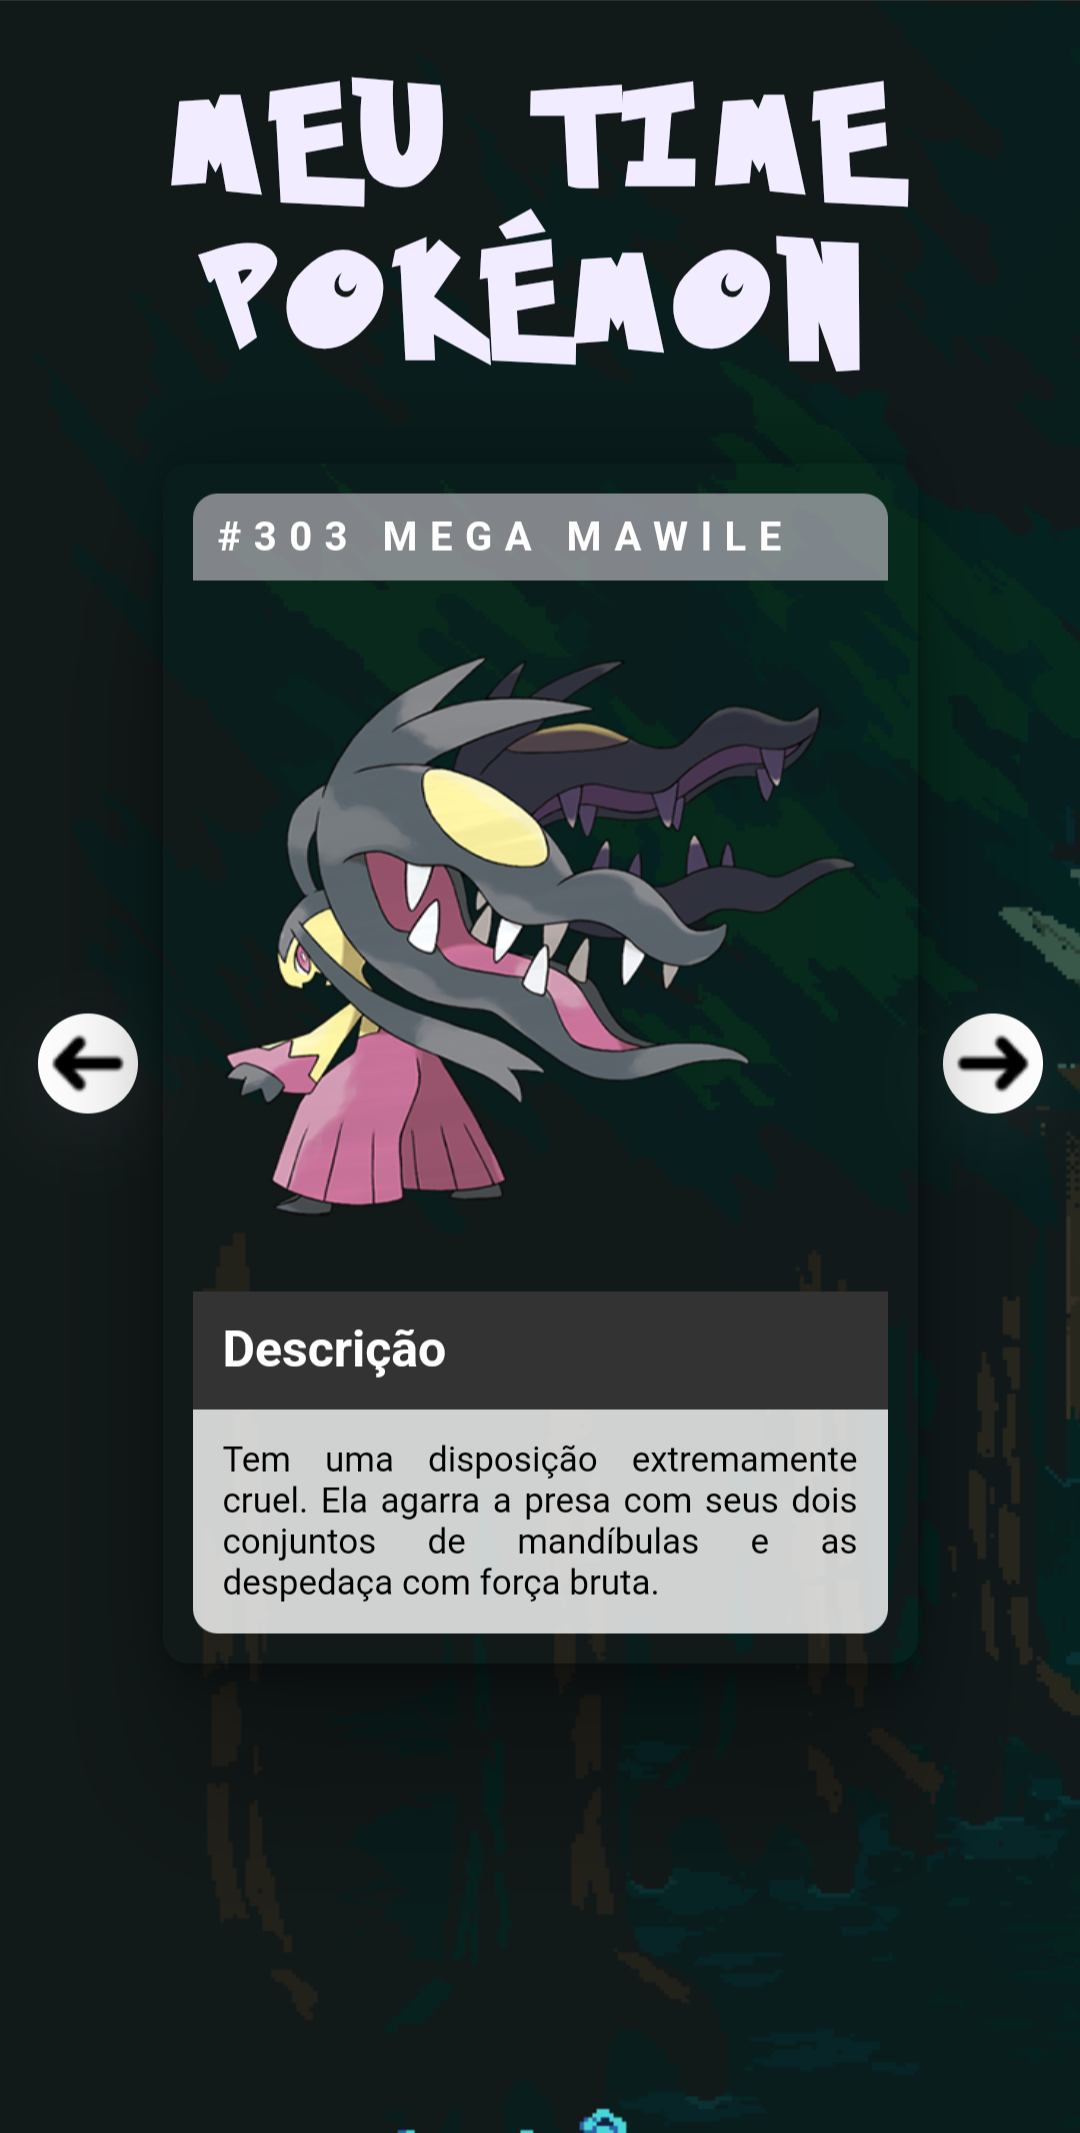 MEU TIME
POKÉMON
#303 MEGA MAWILE
Descrição
Tem uma disposição extremamente
cruel. Ela agarra a presa com seus dois
conjuntos de mandíbulas e as
despedaça com força bruta.